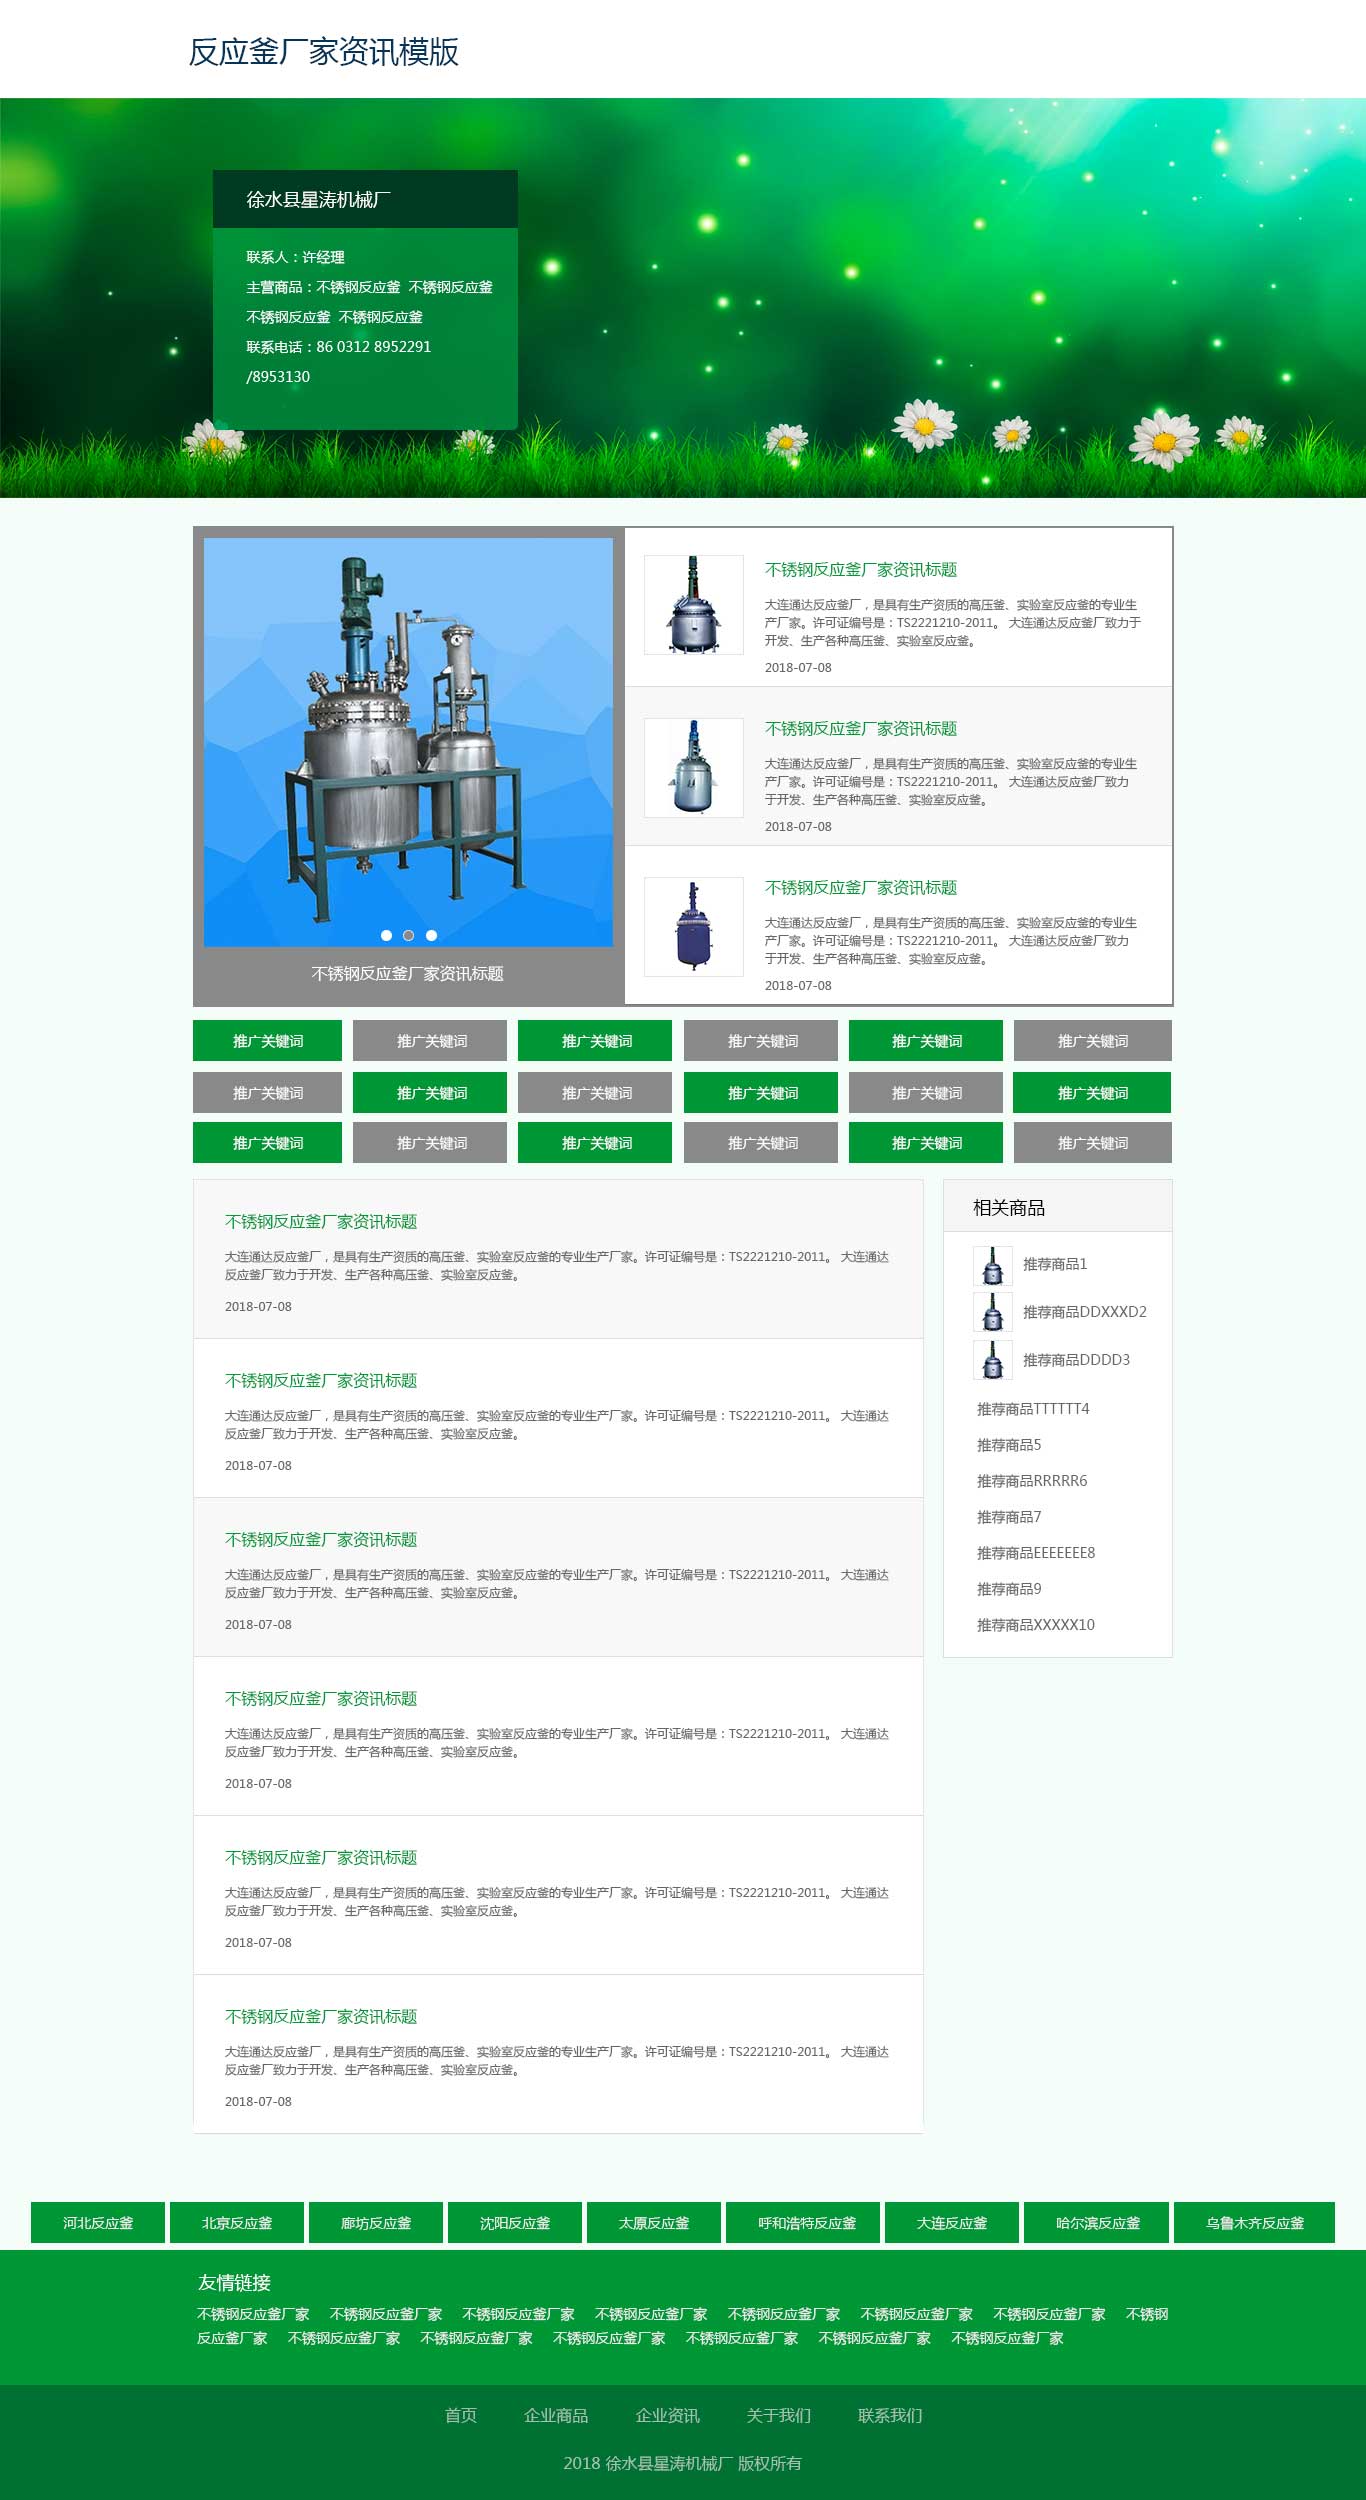 反应釜厂家资讯模版
徐水县星涛机械厂
联系人：许经理
主营商品：不锈钢反应釜 不锈钢反应釜
不锈钢反应釜 不锈钢反应釜
联系电话：86 0312 8952291
/8953130
不锈钢反应釜厂家资讯标题
不锈钢反应釜厂家资讯标题
大连通达反应釜厂，是具有生产资质的高压釜、实验室反应釜的专业生
产厂家。许可证编号是：TS2221210-2011。 大连通达反应釜厂致力于
开发、生产各种高压釜、实验室反应釜。
2018-07-08
不锈钢反应釜厂家资讯标题
大连通达反应釜厂，是具有生产资质的高压釜、实验室反应釜的专业生
产厂家。许可证编号是：TS2221210-2011。 大连通达反应釜厂致力
于开发、生产各种高压釜、实验室反应釜。
2018-07-08
不锈钢反应釜厂家资讯标题
大连通达反应釜厂，是具有生产资质的高压釜、实验室反应釜的专业生
产厂家。许可证编号是：TS2221210-2011。 大连通达反应釜厂致力
于开发、生产各种高压釜、实验室反应釜。
2018-07-08
推广关键词 推广关键词 推广关键词 推广关键词 推广关键词 推广关键词
推广关键词 推广关键词 推广关键词 推广关键词 推广关键词 推广关键词
推广关键词 推广关键词 推广关键词 推广关键词 推广关键词 推广关键词
不锈钢反应釜厂家资讯标题
大连通达反应釜厂，是具有生产资质的高压釜、实验室反应釜的专业生产厂家。许可证编号是：TS2221210-2011。 大连通达
反应釜厂致力于开发、生产各种高压釜、实验室反应釜。
2018-07-08
不锈钢反应釜厂家资讯标题
大连通达反应釜厂，是具有生产资质的高压釜、实验室反应釜的专业生产厂家。许可证编号是：TS2221210-2011。 大连通达
反应釜厂致力于开发、生产各种高压釜、实验室反应釜。
2018-07-08
不锈钢反应釜厂家资讯标题
大连通达反应釜厂，是具有生产资质的高压釜、实验室反应釜的专业生产厂家。许可证编号是：TS2221210-2011。 大连通达
反应釜厂致力于开发、生产各种高压釜、实验室反应釜。
2018-07-08
不锈钢反应釜厂家资讯标题
大连通达反应釜厂，是具有生产资质的高压釜、实验室反应釜的专业生产厂家。许可证编号是：TS2221210-2011。 大连通达
反应釜厂致力于开发、生产各种高压釜、实验室反应釜。
2018-07-08
不锈钢反应釜厂家资讯标题
大连通达反应釜厂，是具有生产资质的高压釜、实验室反应釜的专业生产厂家。许可证编号是：TS2221210-2011。 大连通达
反应釜厂致力于开发、生产各种高压釜、实验室反应釜。
2018-07-08
不锈钢反应釜厂家资讯标题
大连通达反应釜厂，是具有生产资质的高压釜、实验室反应釜的专业生产厂家。许可证编号是：TS2221210-2011。 大连通达
反应釜厂致力于开发、生产各种高压釜、实验室反应釜。
2018-07-08
相关商品
推荐商品1
推荐商品DDXXXD2
推荐商品DDDD3
推荐商品TTTTTT4
推荐商品5
推荐商品RRRRR6
推荐商品7
推荐商品EEEEEEE8
推荐商品9
推荐商品XXXXX10
河北反应釜 北京反应釜 廊坊反应釜 沈阳反应釜 太原反应釜 呼和浩特反应釜 大连反应釜 哈尔滨反应釜 乌鲁木齐反应釜
友情链接
不锈钢反应釜厂家 不锈钢反应釜厂家 不锈钢反应釜厂家 不锈钢反应釜厂家 不锈钢反应釜厂家 不锈钢反应釜厂家 不锈钢反应釜厂家 不锈钢
反应釜厂家 不锈钢反应釜厂家 不锈钢反应釜厂家 不锈钢反应釜厂家 不锈钢反应釜厂家 不锈钢反应釜厂家 不锈钢反应釜厂家
首页 企业商品 企业资讯 关于我们 联系我们
2018 徐水县星涛机械厂 版权所有